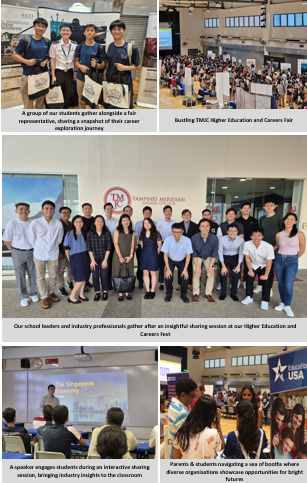 A group of our students gather alongside a fair
representative, sharing a snapshot of their career
exploration journey
Bustling TMJC Higher Education and Careers Fair
TM
JC
TAMPINES MERIDIAN
JUNIOR COLLEGE
Our school leaders and industry professionals gather after an insightful sharing session at our Higher Education and
Careers Fest
The Singapore
Economy
Education
USA
A speaker engages students during an interactive sharing
session, bringing industry insights to the classroom
Parents & students navigating a sea of booths where
diverse organisations showcase opportunities for bright
futures